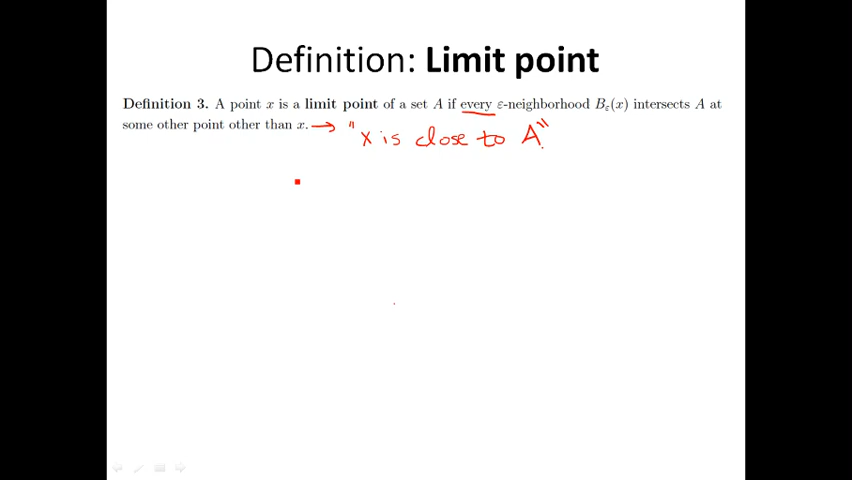 Definition: Limit point
Definition 3. A point x is a limit point of a set A if every ε-neighborhood Bε(x) intersects A at
some other point other than x. → "x is close to A."